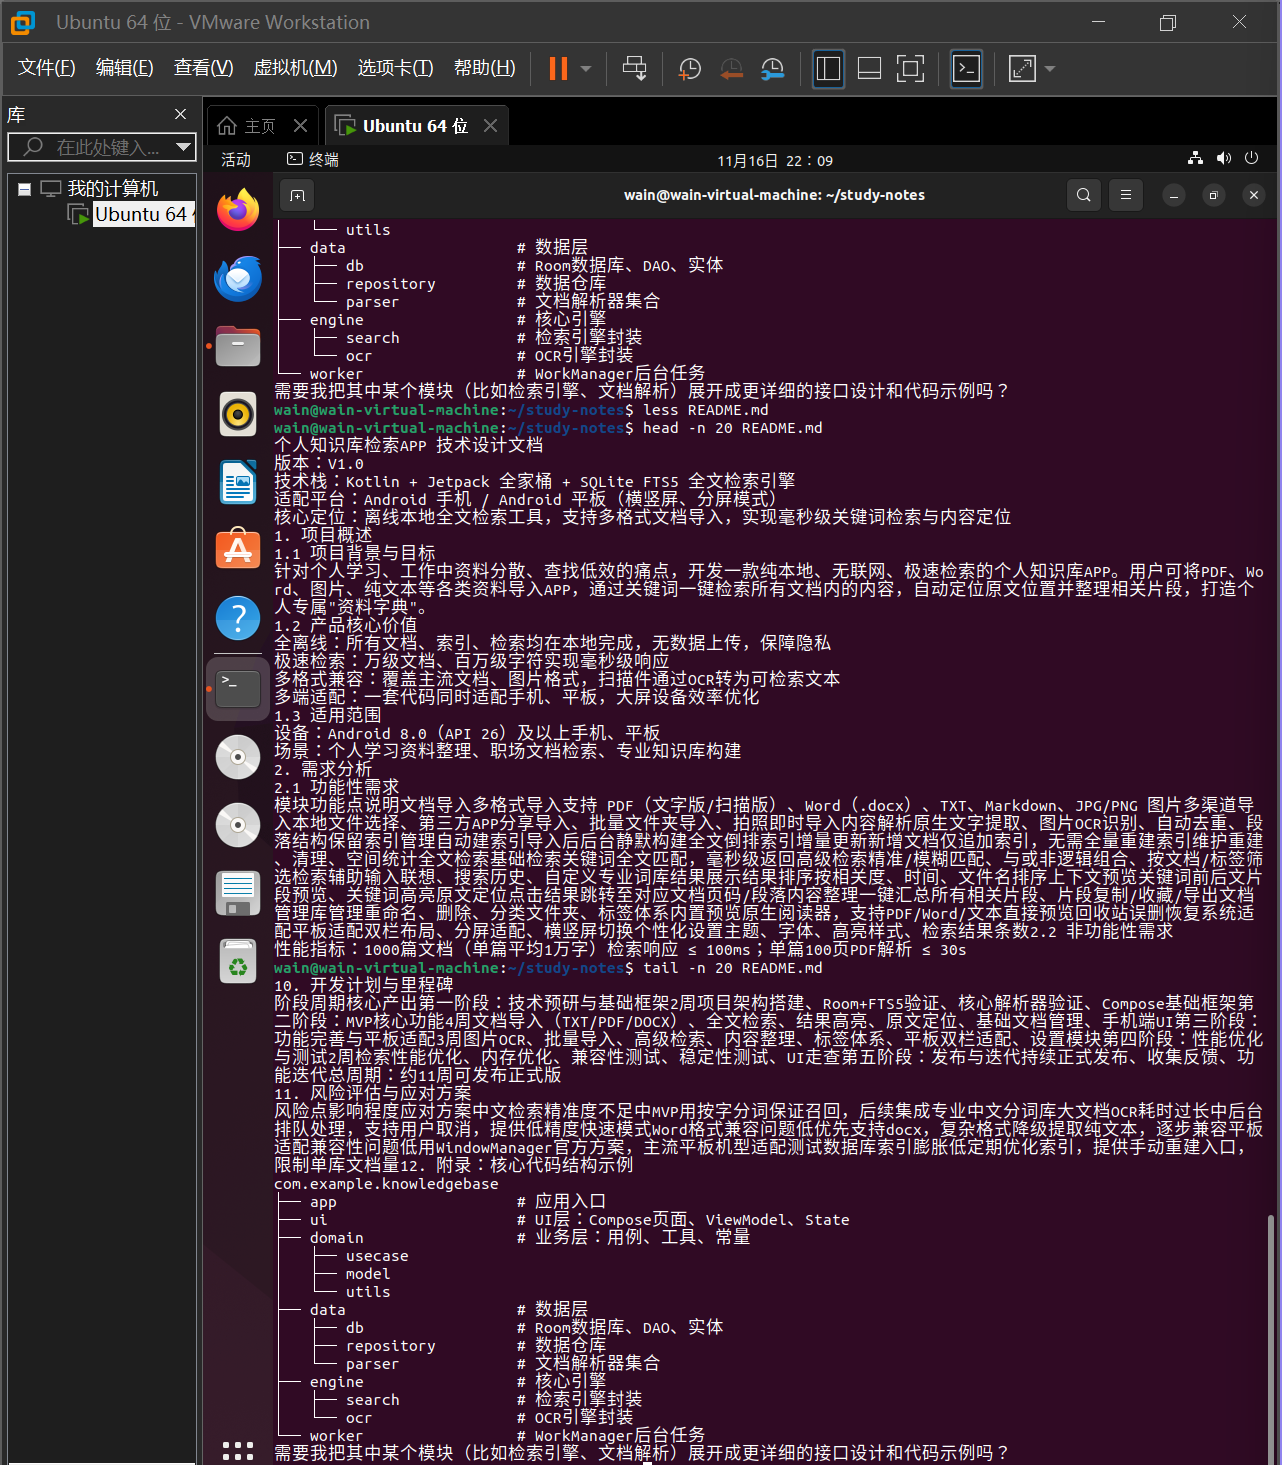 Ubuntu 64 位 - VMware Workstation
文件(F) 编辑(E) 查看(V) 虚拟机(M) 选项卡(T) 帮助(H)
库
在此处键入...
我的计算机
Ubuntu 64
主页
Ubuntu 64 位
活动
终端
11月16日 22:09
wain@wain-virtual-machine: ~/study-notes
│   └── utils
├── data                   # 数据层
│   ├── db                 # Room数据库、DAO、实体
│   ├── repository         # 数据仓库
│   └── parser             # 文档解析器集合
├── engine                 # 核心引擎
│   ├── search             # 检索引擎封装
│   └── ocr                # OCR引擎封装
└── worker                 # WorkManager后台任务
需要我把其中某个模块（比如检索引擎、文档解析）展开成更详细的接口设计和代码示例吗？
wain@wain-virtual-machine:~/study-notes$ less README.md
wain@wain-virtual-machine:~/study-notes$ head -n 20 README.md
个人知识库检索APP 技术设计文档
版本：V1.0
技术栈：Kotlin + Jetpack 全家桶 + SQLite FTS5 全文检索引擎
适配平台：Android 手机 / Android 平板（横竖屏、分屏模式）
核心定位：离线本地全文检索工具，支持多格式文档导入，实现毫秒级关键词检索与内容定位
1. 项目概述
1.1 项目背景与目标
针对个人学习、工作中资料分散、查找低效的痛点，开发一款纯本地、无联网、极速检索的个人知识库APP。用户可将PDF、Wo
rd、图片、纯文本等各类资料导入APP，通过关键词一键检索所有文档内的内容，自动定位原文位置并整理相关片段，打造个
人专属"资料字典"。
1.2 产品核心价值
全离线：所有文档、索引、检索均在本地完成，无数据上传，保障隐私
极速检索：万级文档、百万级字符实现毫秒级响应
多格式兼容：覆盖主流文档、图片格式，扫描件通过OCR转为可检索文本
多端适配：一套代码同时适配手机、平板，大屏设备效率优化
1.3 适用范围
设备：Android 8.0（API 26）及以上手机、平板
场景：个人学习资料整理、职场文档检索、专业知识库构建
2. 需求分析
2.1 功能性需求
模块功能点说明文档导入多格式导入支持 PDF（文字版/扫描版）、Word（.docx）、TXT、Markdown、JPG/PNG 图片多渠道导
入本地文件选择、第三方APP分享导入、批量文件夹导入、拍照即时导入内容解析原生文字提取、图片OCR识别、自动去重、段
落结构保留索引管理自动建索引导入后后台静默构建全文倒排索引增量更新新增文档仅追加索引，无需全量重建索引维护重建
、清理、空间统计全文检索基础检索关键词全文匹配，毫秒级返回高级检索精准/模糊匹配、与或非逻辑组合、按文档/标签筛
选检索辅助输入联想、搜索历史、自定义专业词库结果展示结果排序按相关度、时间、文件名排序上下文预览关键词前后文片
段预览、关键词高亮原文定位点击结果跳转至对应文档页码/段落内容整理一键汇总所有相关片段、片段复制/收藏/导出文档
管理库管理重命名、删除、分类文件夹、标签体系内置预览原生阅读器，支持PDF/Word/文本直接预览回收站误删恢复系统适
配平板适配双栏布局、分屏适配、横竖屏切换个性化设置主题、字体、高亮样式、检索结果条数2.2 非功能性需求
性能指标：1000篇文档（单篇平均1万字）检索响应 ≤ 100ms；单篇100页PDF解析 ≤ 30s
wain@wain-virtual-machine:~/study-notes$ tail -n 20 README.md
10. 开发计划与里程碑
阶段周期核心产出第一阶段：技术预研与基础框架2周项目架构搭建、Room+FTS5验证、核心解析器验证、Compose基础框架第
二阶段：MVP核心功能4周文档导入（TXT/PDF/DOCX）、全文检索、结果高亮、原文定位、基础文档管理、手机端UI第三阶段：
功能完善与平板适配3周图片OCR、批量导入、高级检索、内容整理、标签体系、平板双栏适配、设置模块第四阶段：性能优化
与测试2周检索性能优化、内存优化、兼容性测试、稳定性测试、UI走查第五阶段：发布与迭代持续正式发布、收集反馈、功
能迭代总周期：约11周可发布正式版
11. 风险评估与应对方案
风险点影响程度应对方案中文检索精准度不足中MVP用按字分词保证召回，后续集成专业中文分词库大文档OCR耗时过长中后台
排队处理，支持用户取消，提供低精度快速模式Word格式兼容问题低优先支持docx，复杂格式降级提取纯文本，逐步兼容平板
适配兼容性问题低用WindowManager官方方案，主流平板机型适配测试数据库索引膨胀低定期优化索引，提供手动重建入口，
限制单库文档量12. 附录：核心代码结构示例
com.example.knowledgebase
├── app                    # 应用入口
├── ui                     # UI层：Compose页面、ViewModel、State
├── domain                 # 业务层：用例、工具、常量
│   ├── usecase
│   ├── model
│   └── utils
├── data                   # 数据层
│   ├── db                 # Room数据库、DAO、实体
│   ├── repository         # 数据仓库
│   └── parser             # 文档解析器集合
├── engine                 # 核心引擎
│   ├── search             # 检索引擎封装
│   └── ocr                # OCR引擎封装
└── worker                 # WorkManager后台任务
需要我把其中某个模块（比如检索引擎、文档解析）展开成更详细的接口设计和代码示例吗？